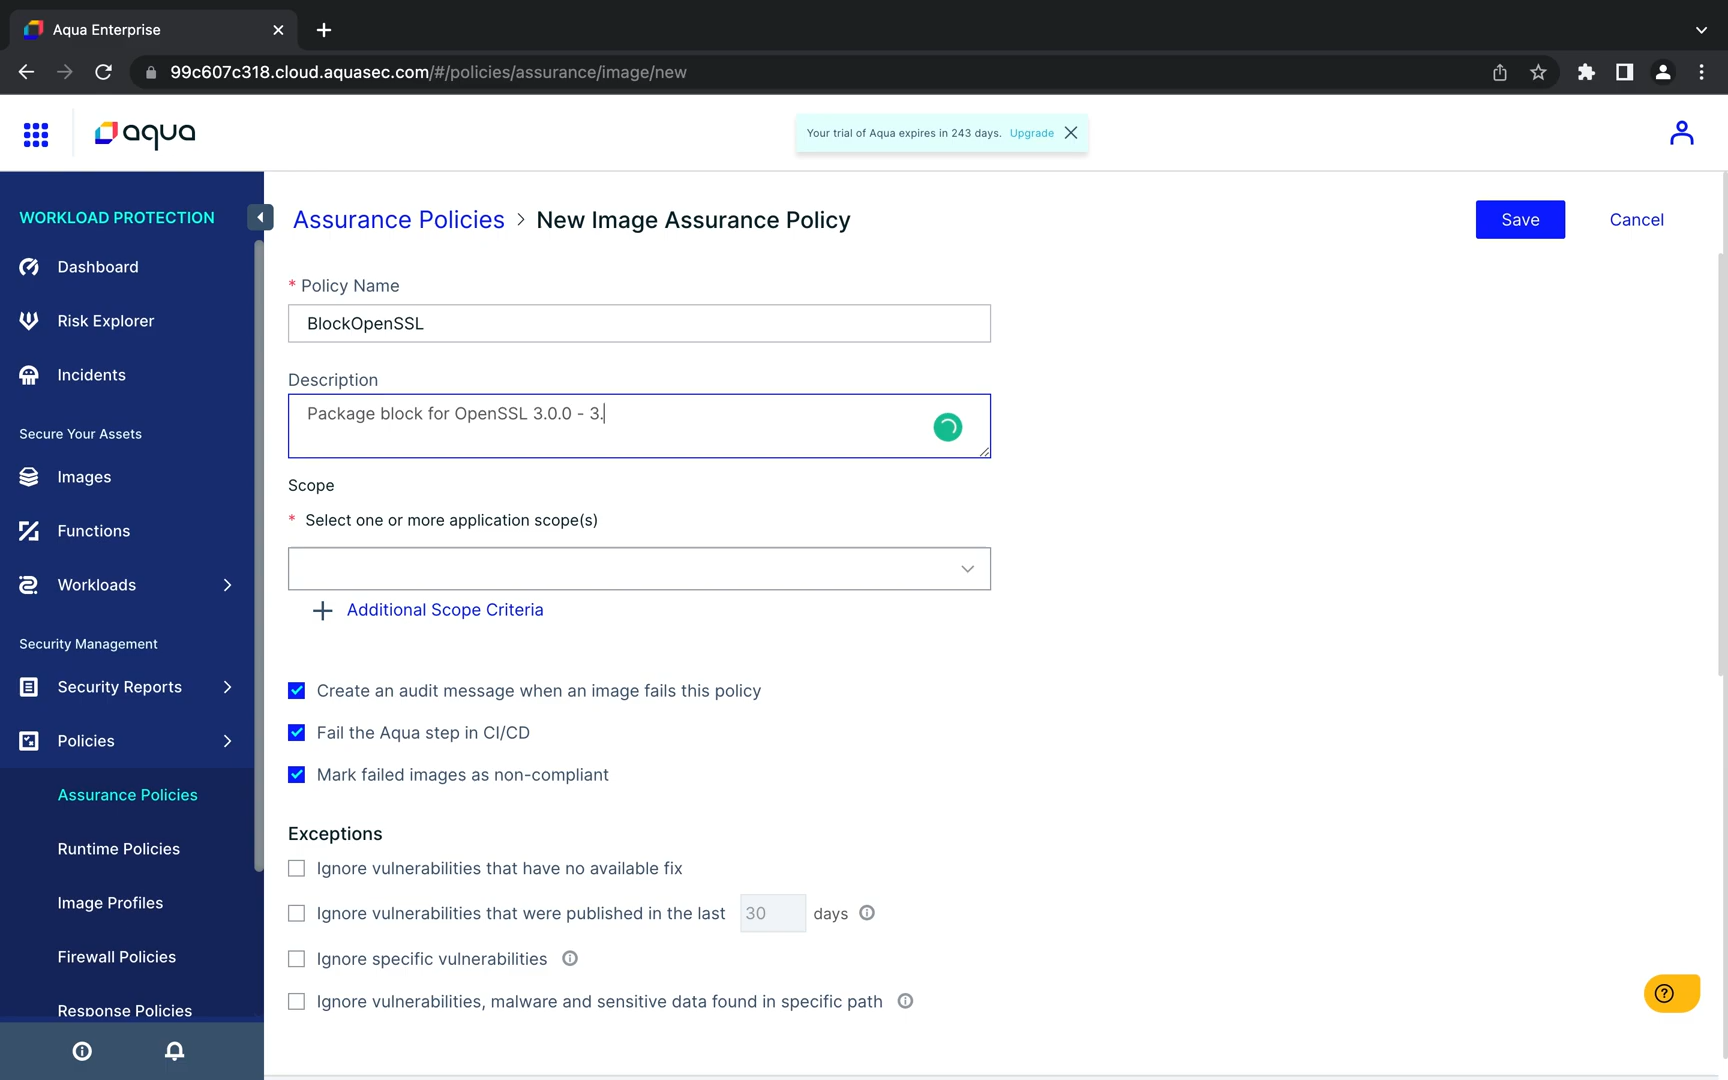 Aqua Enterprise
99c607c318.cloud.aquasec.com/#/policies/assurance/image/new
aqua
Your trial of Aqua expires in 243 days. Upgrade
WORKLOAD PROTECTION
Dashboard
Risk Explorer
Incidents
Secure Your Assets
Images
Functions
Workloads
Security Management
Security Reports
Policies
Assurance Policies
Runtime Policies
Image Profiles
Firewall Policies
Response Policies
Assurance Policies > New Image Assurance Policy
Save
Cancel
* Policy Name
BlockOpenSSL
Description
Package block for OpenSSL 3.0.0 - 3.
Scope
* Select one or more application scope(s)
Additional Scope Criteria
Create an audit message when an image fails this policy
Fail the Aqua step in CI/CD
Mark failed images as non-compliant
Exceptions
Ignore vulnerabilities that have no available fix
Ignore vulnerabilities that were published in the last 30 days
Ignore specific vulnerabilities
Ignore vulnerabilities, malware and sensitive data found in specific path